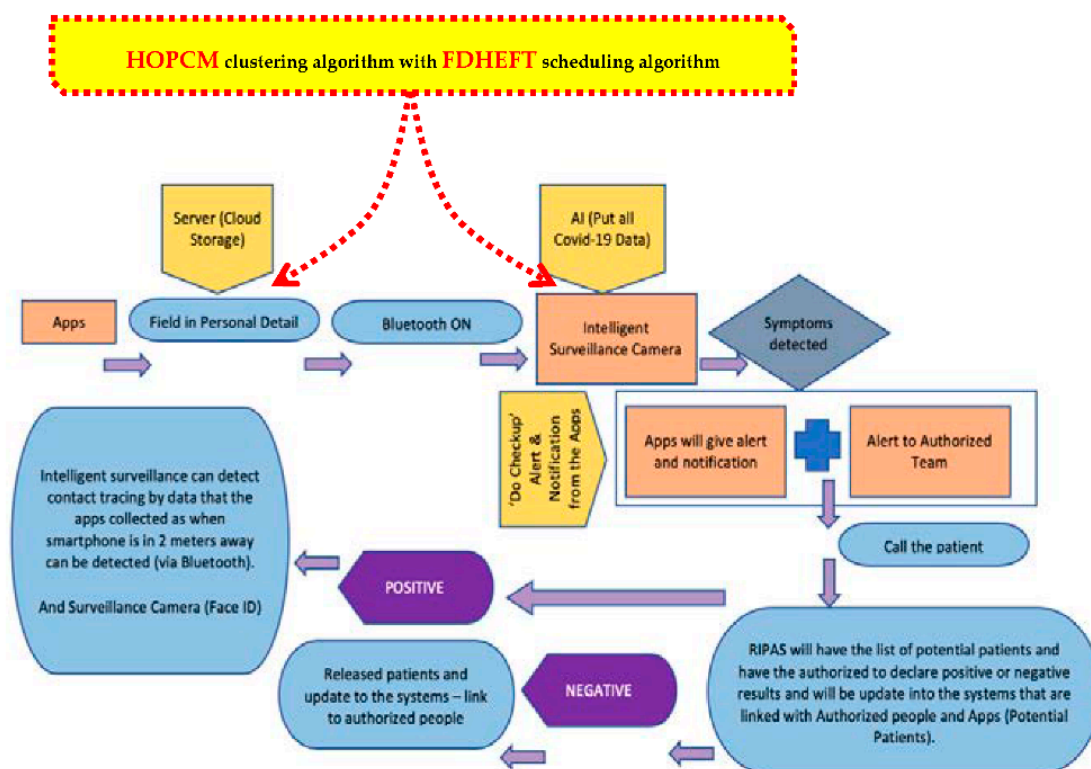 HOPCM clustering algorithm with FDHEFT scheduling algorithm
Server (Cloud
Storage)
AI (Put all
Covid-19 Data)
Apps
Field in Personal Detail
Bluetooth ON
Intelligent
Surveillance Camera
Symptoms
detected
'Do Checkup'
Alert &
Notification
from the Apps
Apps will give alert
and notification
Alert to Authorized
Team
Call the patient
Intelligent surveillance can detect
contact tracing by data that the
apps collected as when
smartphone is in 2 meters away
can be detected (via Bluetooth).
And Surveillance Camera (Face ID)
POSITIVE
RIPAS will have the list of potential patients and
have the authorized to declare positive or negative
results and will be update into the systems that are
linked with Authorized people and Apps (Potential
Patients).
Released patients and
update to the systems – link
to authorized people
NEGATIVE